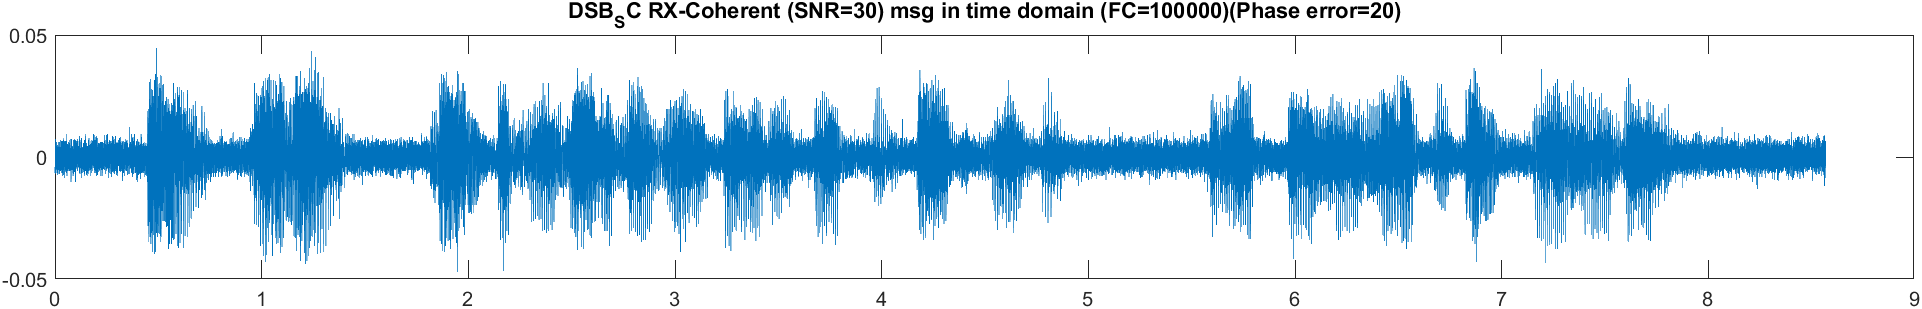 DSB_SC RX-Coherent (SNR=30) msg in time domain (FC=100000)(Phase error=20)
0.05
0
-0.05
0 1 2 3 4 5 6 7 8 9